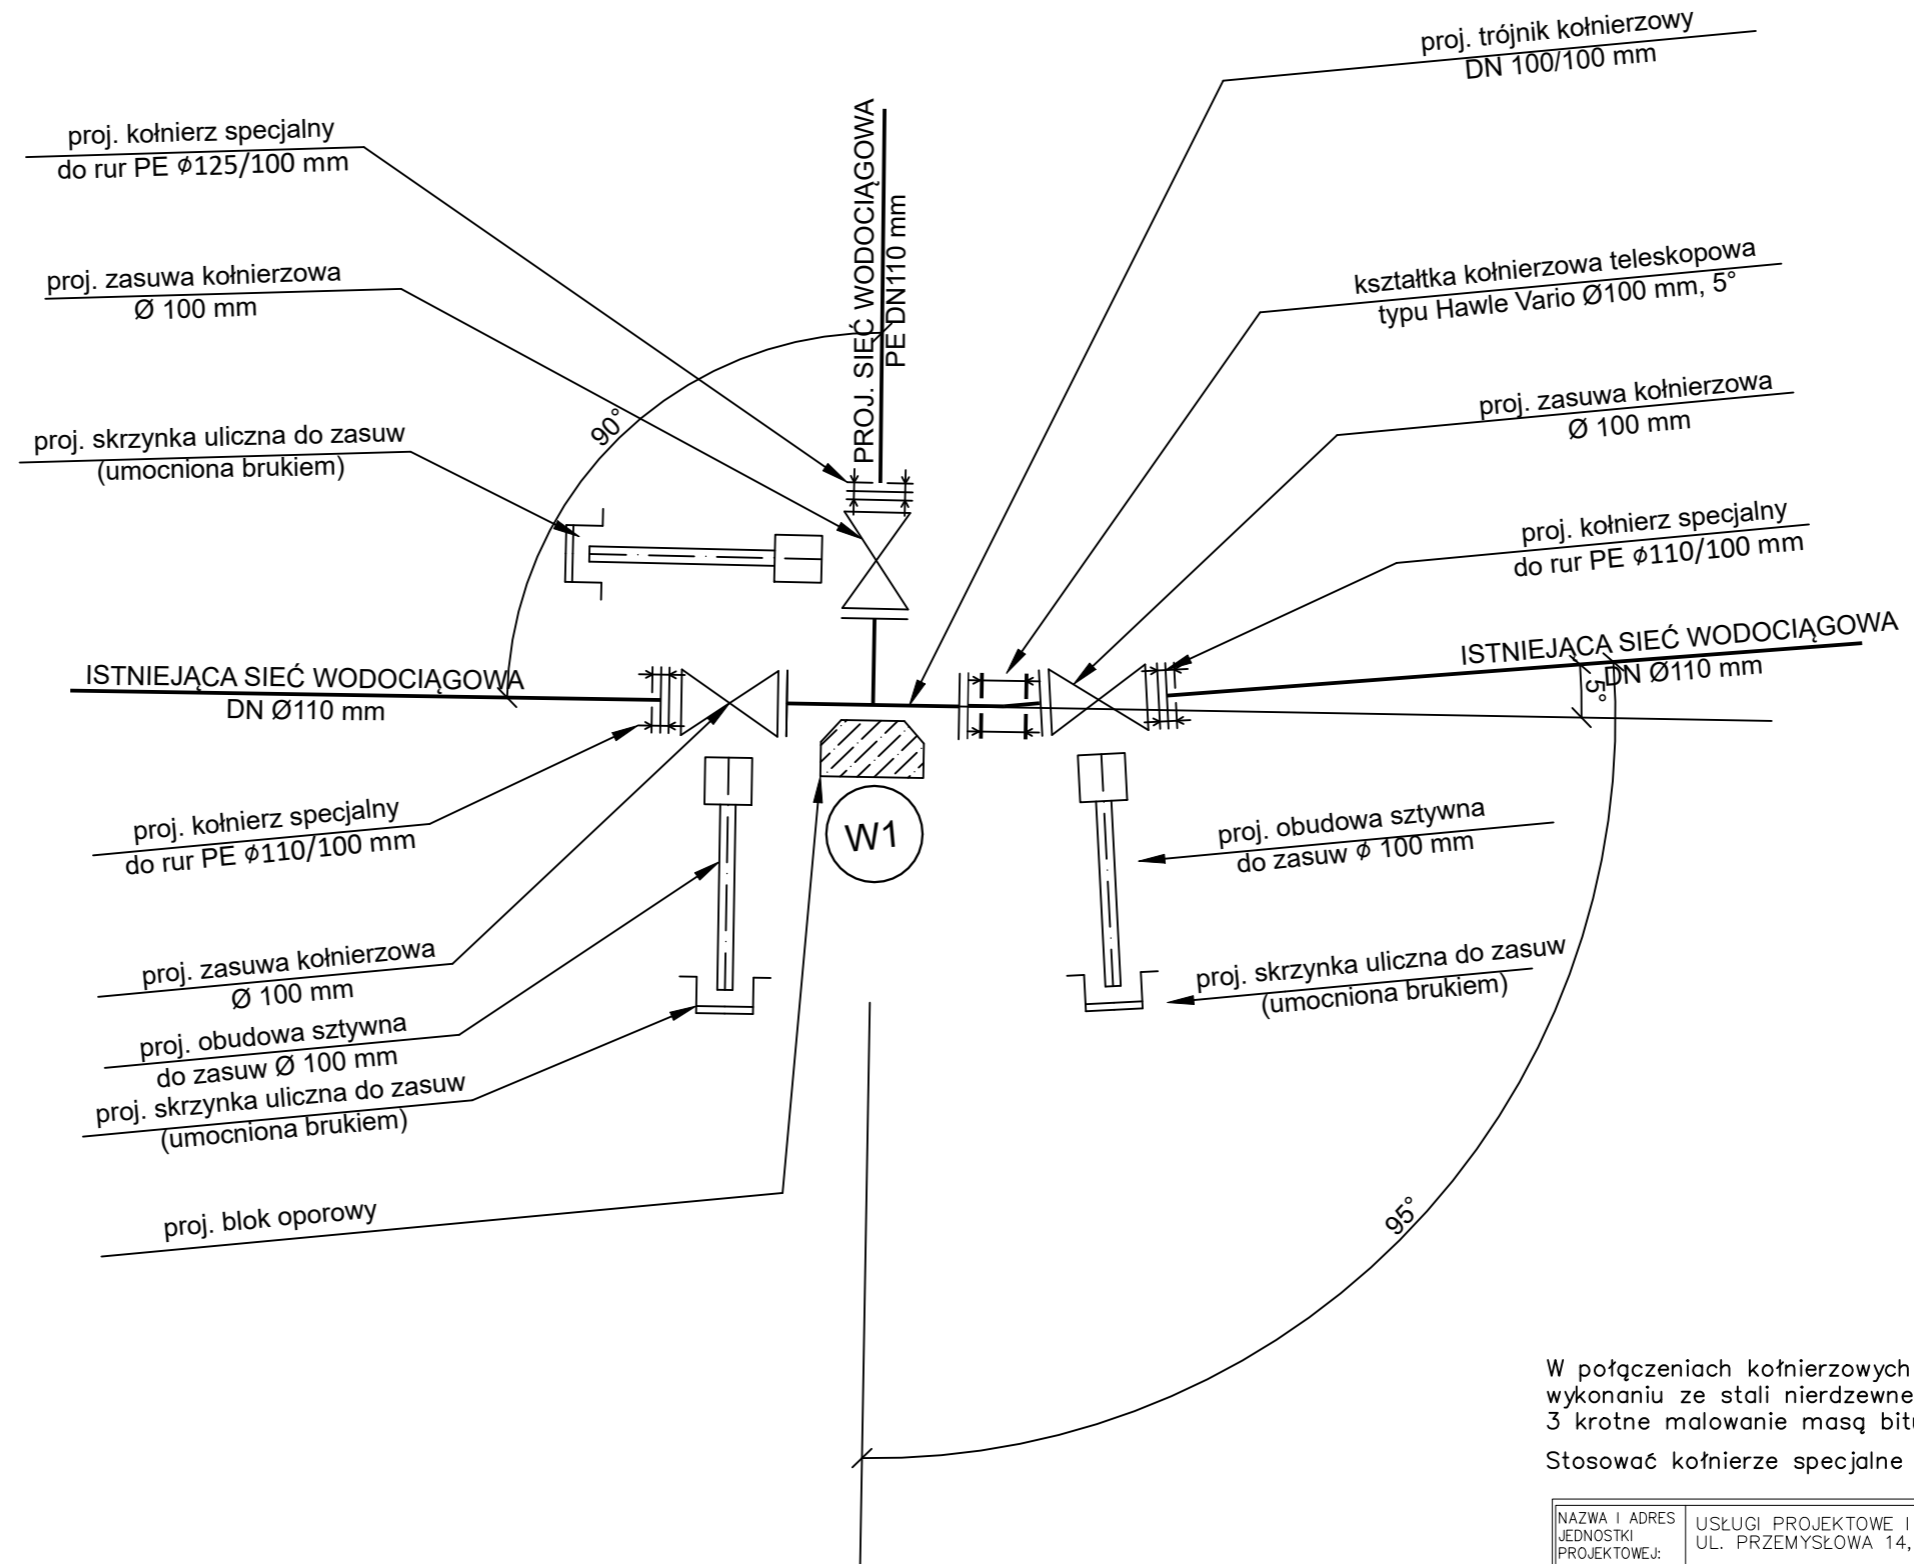 proj. trójnik kołnierzowy
DN 100/100 mm
proj. kołnierz specjalny
do rur PE ϕ125/100 mm
PROJ. SIEĆ WODOCIĄGOWA
PE DN110 mm
proj. zasuwa kołnierzowa
Ø 100 mm
kształtka kołnierzowa teleskopowa
typu Hawle Vario Ø100 mm, 5°
proj. zasuwa kołnierzowa
Ø 100 mm
90°
proj. skrzynka uliczna do zasuw
(umocniona brukiem)
proj. kołnierz specjalny
do rur PE ϕ110/100 mm
ISTNIEJĄCA SIEĆ WODOCIĄGOWA
DN Ø110 mm
ISTNIEJĄCA SIEĆ WODOCIĄGOWA
DN Ø110 mm
5°
proj. kołnierz specjalny
do rur PE ϕ110/100 mm
W1
proj. obudowa sztywna
do zasuw ϕ 100 mm
proj. zasuwa kołnierzowa
Ø 100 mm
proj. skrzynka uliczna do zasuw
(umocniona brukiem)
proj. obudowa sztywna
do zasuw Ø 100 mm
proj. skrzynka uliczna do zasuw
(umocniona brukiem)
proj. blok oporowy
95°
W połączeniach kołnierzowych
wykonaniu ze stali nierdzewne
3 krotne malowanie masą bitu
Stosować kołnierze specjalne
NAZWA I ADRES
JEDNOSTKI
PROJEKTOWEJ:
USŁUGI PROJEKTOWE I
UL. PRZEMYSŁOWA 14,